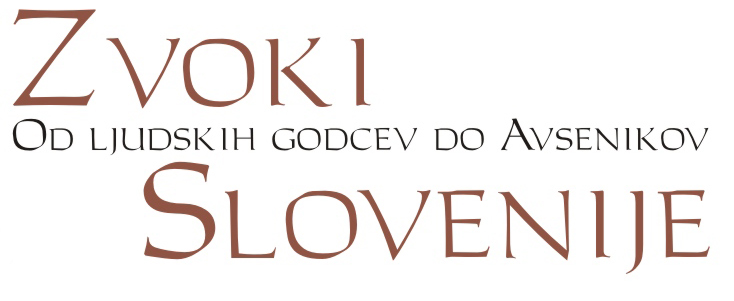 Zvoki
Od ljudskih godcev do Avsenikov
Slovenije